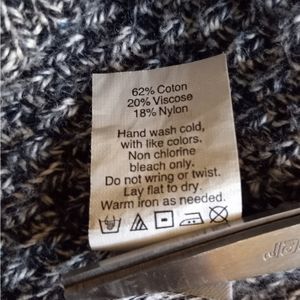 62% Coton
20% Viscose
18% Nylon
Hand wash cold,
with like colors.
Non chlorine
bleach only.
Do not wring or twist.
Lay flat to dry.
Warm iron as needed.